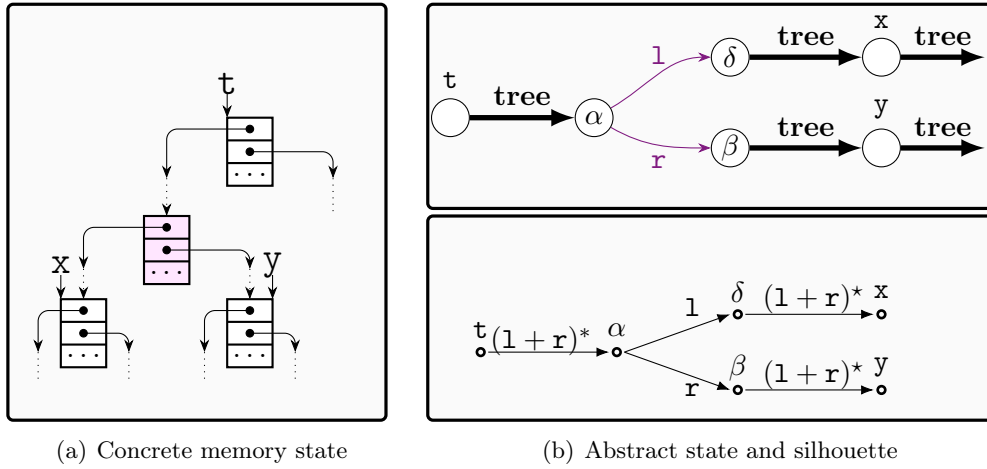 t
· · ·
· · ·
x
y
· · ·
· · ·
(a) Concrete memory state
x
tree
tree
l
δ
t
tree
α
y
r
β
tree
tree
l
δ
(l + r)⋆
x
t
(l + r)*
α
r
β
(l + r)⋆
y
(b) Abstract state and silhouette